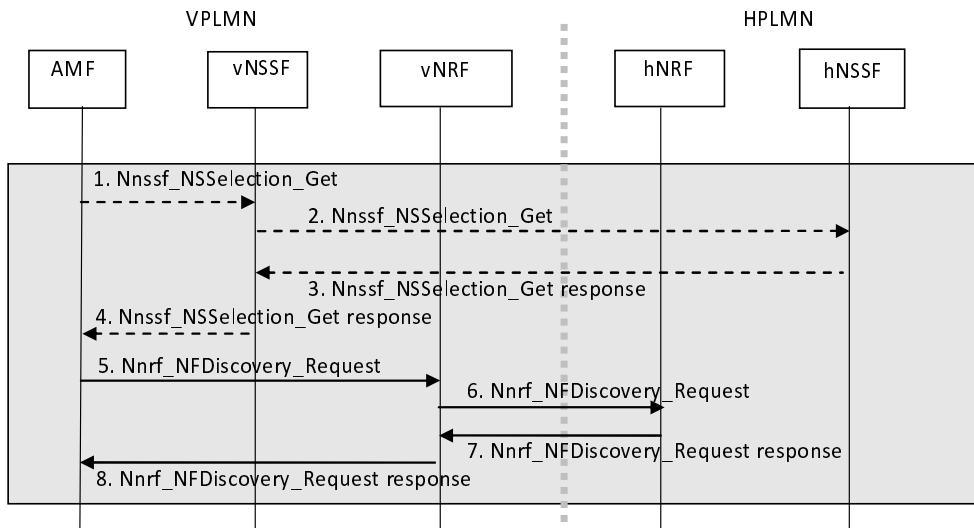 VPLMN
HPLMN
AMF
vNSSF
vNRF
hNRF
hNSSF
1. Nnssf_NSSelection_Get
2. Nnssf_NSSelection_Get
3. Nnssf_NSSelection_Get response
4. Nnssf_NSSelection_Get response
5. Nnrf_NFDiscovery_Request
6. Nnrf_NFDiscovery_Request
7. Nnrf_NFDiscovery_Request response
8. Nnrf_NFDiscovery_Request response